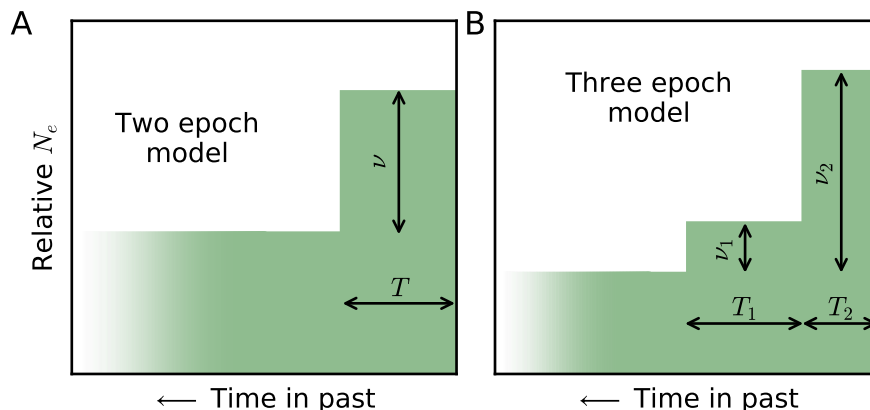 A
Two epoch
model
Relative Nₑ
ν
T
⟵ Time in past
B
Three epoch
model
ν₁
ν₂
T₁
T₂
⟵ Time in past